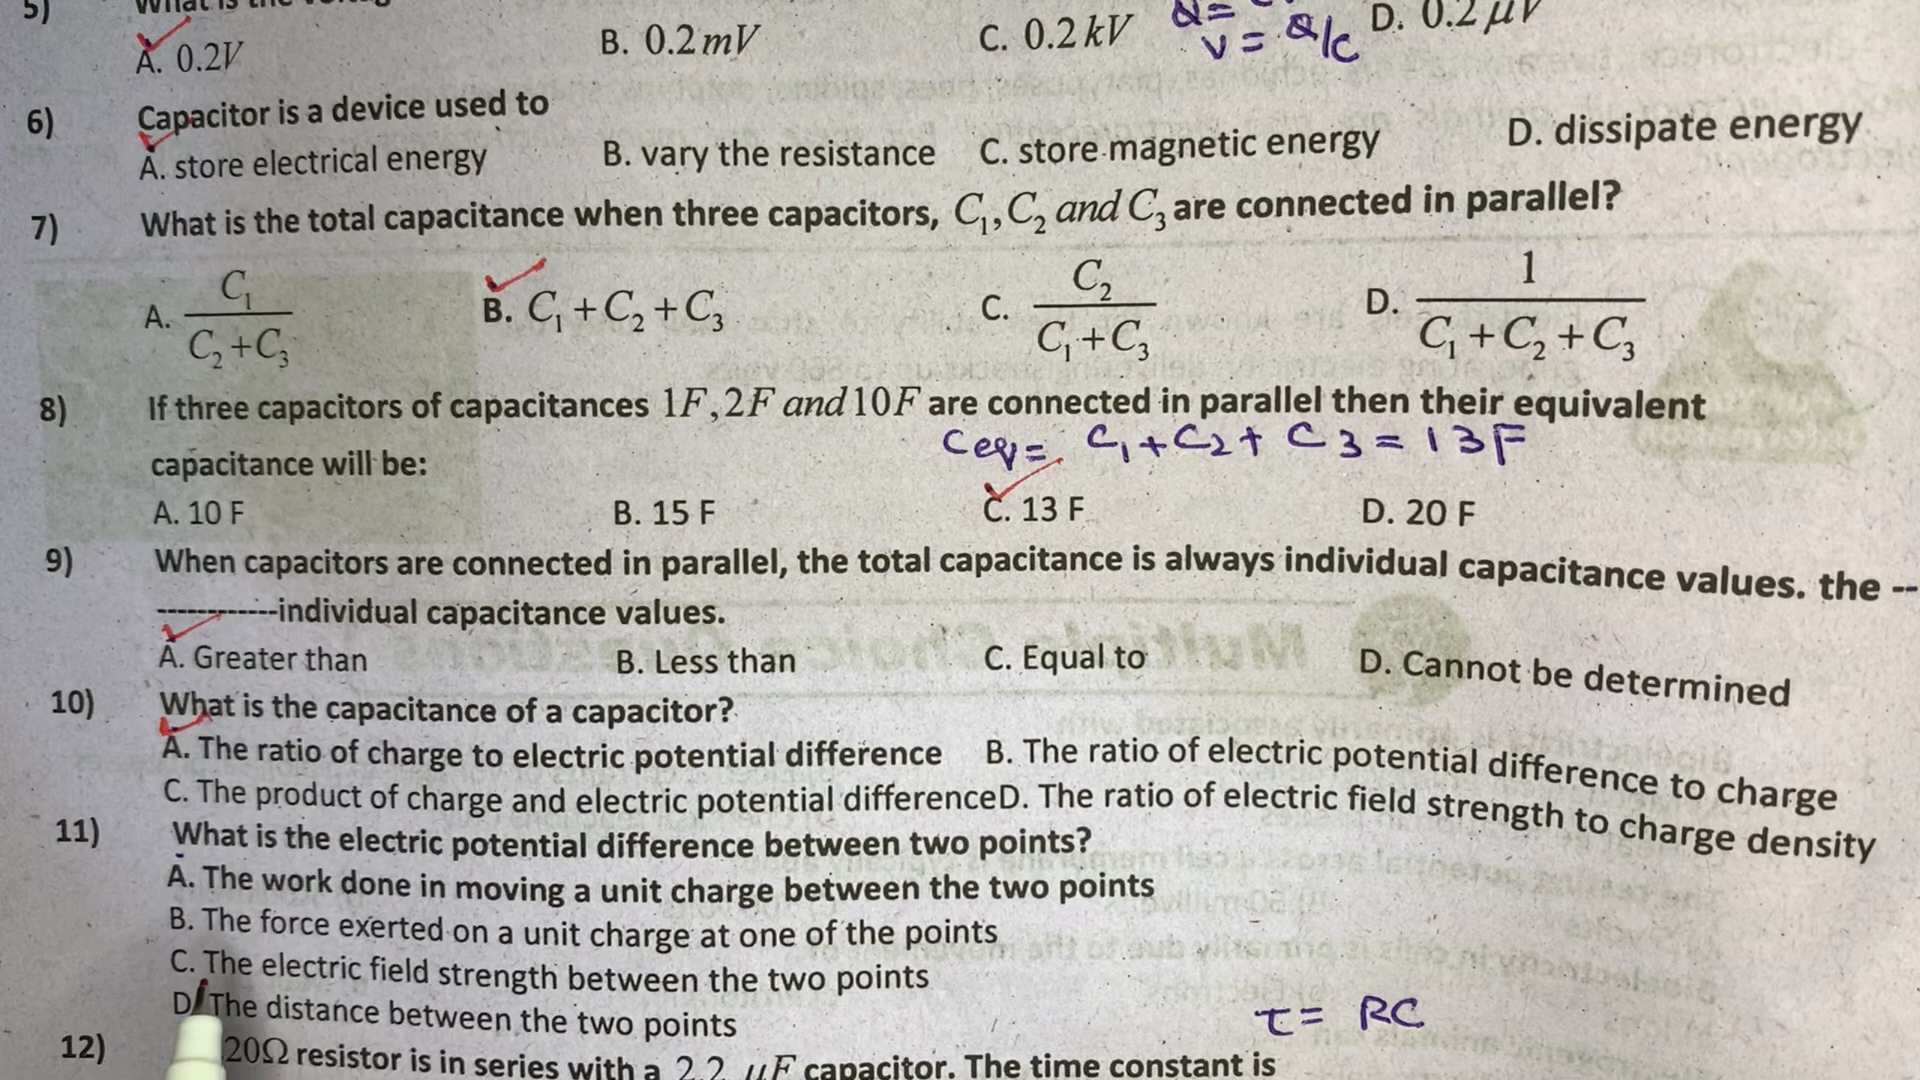 5)
A. 0.2V B. 0.2mV C. 0.2kV V = Q/C D. 0.2μV
6) Capacitor is a device used to
A. store electrical energy B. vary the resistance C. store magnetic energy D. dissipate energy
7) What is the total capacitance when three capacitors, C₁, C₂ and C₃ are connected in parallel?
A. C₁/(C₂+C₃) B. C₁+C₂+C₃ C. C₂/(C₁+C₃) D. 1/(C₁+C₂+C₃)
8) If three capacitors of capacitances 1F, 2F and 10F are connected in parallel then their equivalent
capacitance will be: Ceq = C₁+C₂+C3 = 13F
A. 10 F B. 15 F C. 13 F D. 20 F
9) When capacitors are connected in parallel, the total capacitance is always individual capacitance values. the --
------------individual capacitance values.
A. Greater than B. Less than C. Equal to D. Cannot be determined
10) What is the capacitance of a capacitor?
A. The ratio of charge to electric potential difference B. The ratio of electric potential difference to charge
C. The product of charge and electric potential differenceD. The ratio of electric field strength to charge density
11) What is the electric potential difference between two points?
A. The work done in moving a unit charge between the two points
B. The force exerted on a unit charge at one of the points
C. The electric field strength between the two points
D. The distance between the two points τ = RC
12) 20Ω resistor is in series with a 2.2 μF capacitor. The time constant is